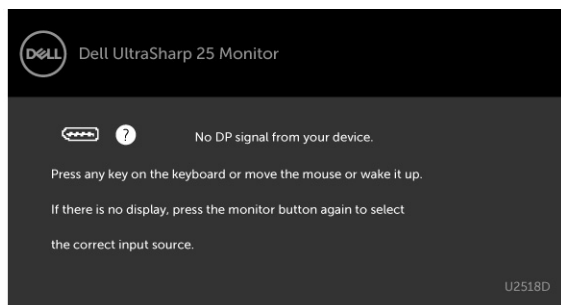 DELL
Dell UltraSharp 25 Monitor
?
No DP signal from your device.
Press any key on the keyboard or move the mouse or wake it up.
If there is no display, press the monitor button again to select
the correct input source.
U2518D